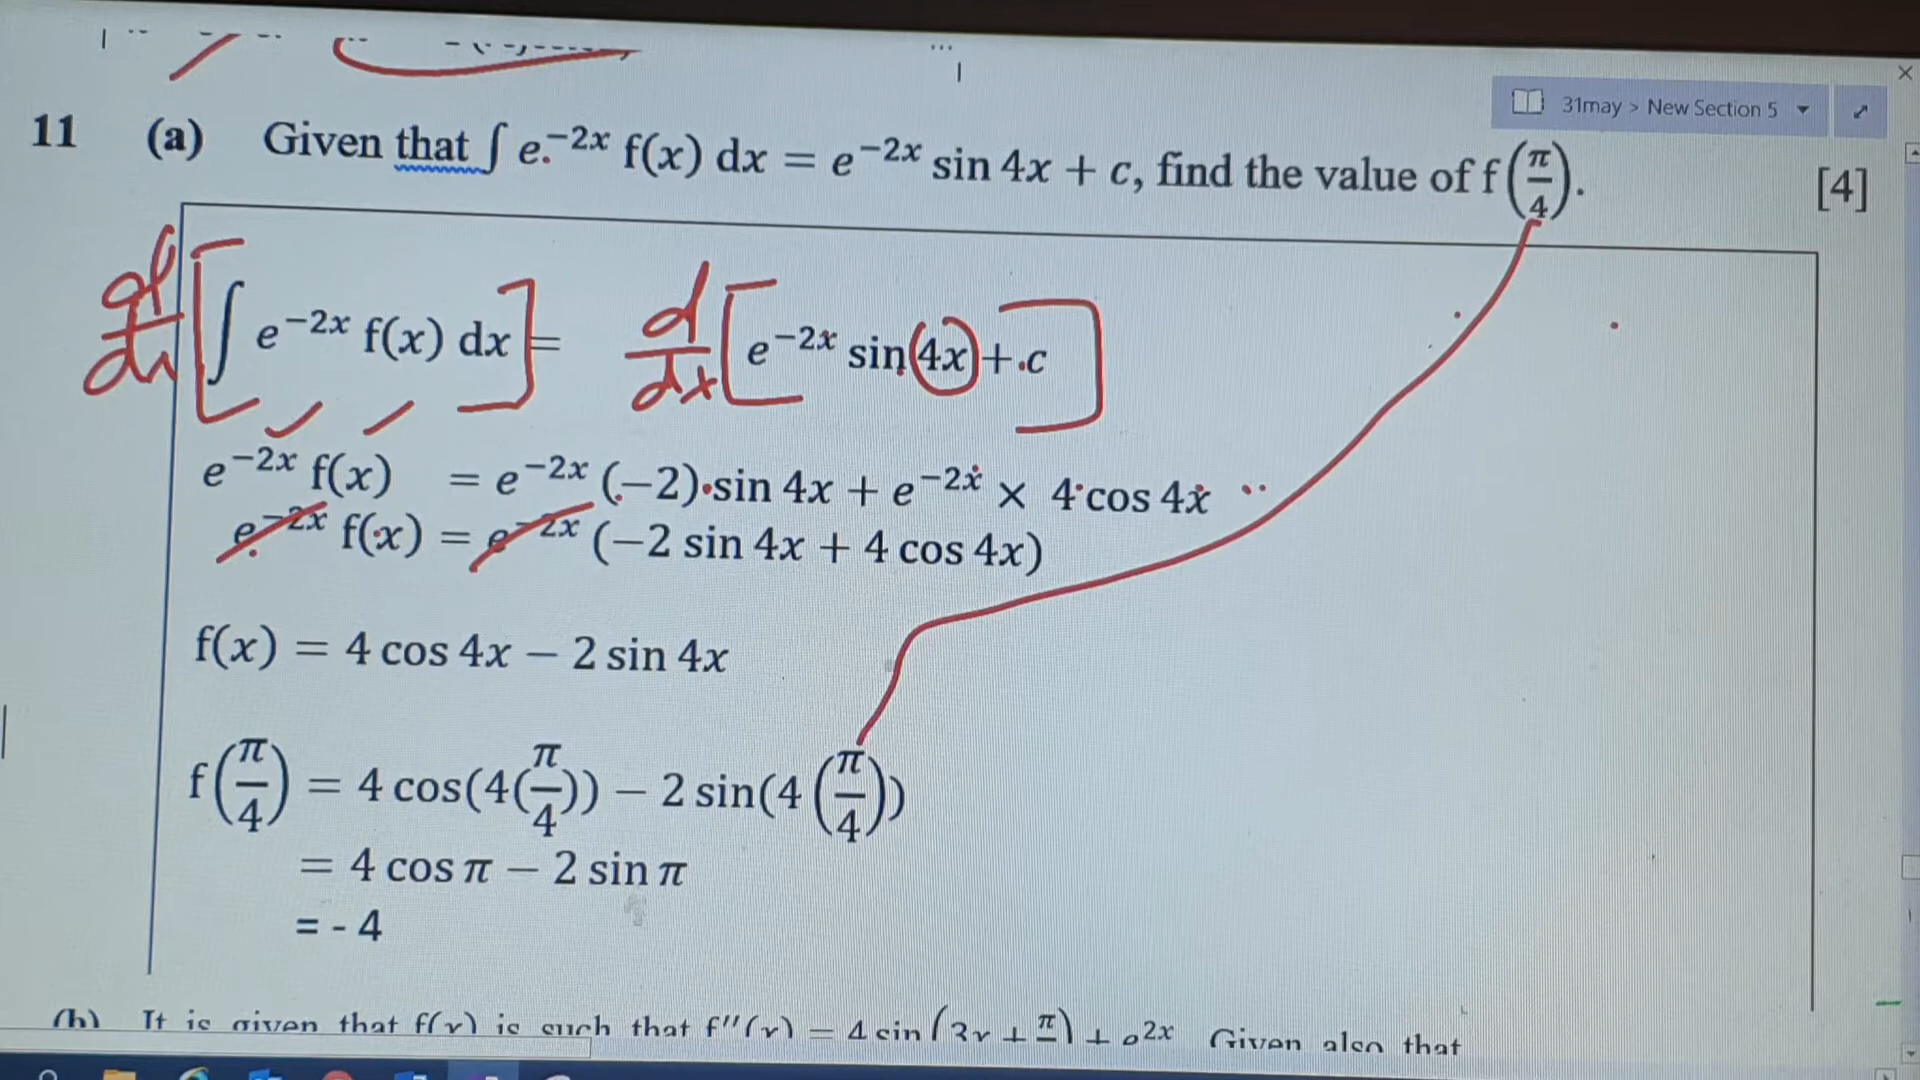 31may > New Section 5
11 (a) Given that ∫ e⁻²ˣ f(x) dx = e⁻²ˣ sin 4x + c, find the value of f(π/4). [4]
d/dx [∫ e⁻²ˣ f(x) dx] = d/dx [e⁻²ˣ sin(4x) + c]
e⁻²ˣ f(x) = e⁻²ˣ (−2) sin 4x + e⁻²ˣ × 4 cos 4x
e⁻²ˣ f(x) = e⁻²ˣ (−2 sin 4x + 4 cos 4x)
f(x) = 4 cos 4x − 2 sin 4x
f(π/4) = 4 cos(4(π/4)) − 2 sin(4(π/4))
= 4 cos π − 2 sin π
= - 4
(b) It is given that f(x) is such that f″(x) = 4 sin(3x + π/ ) + e²ˣ Given also that